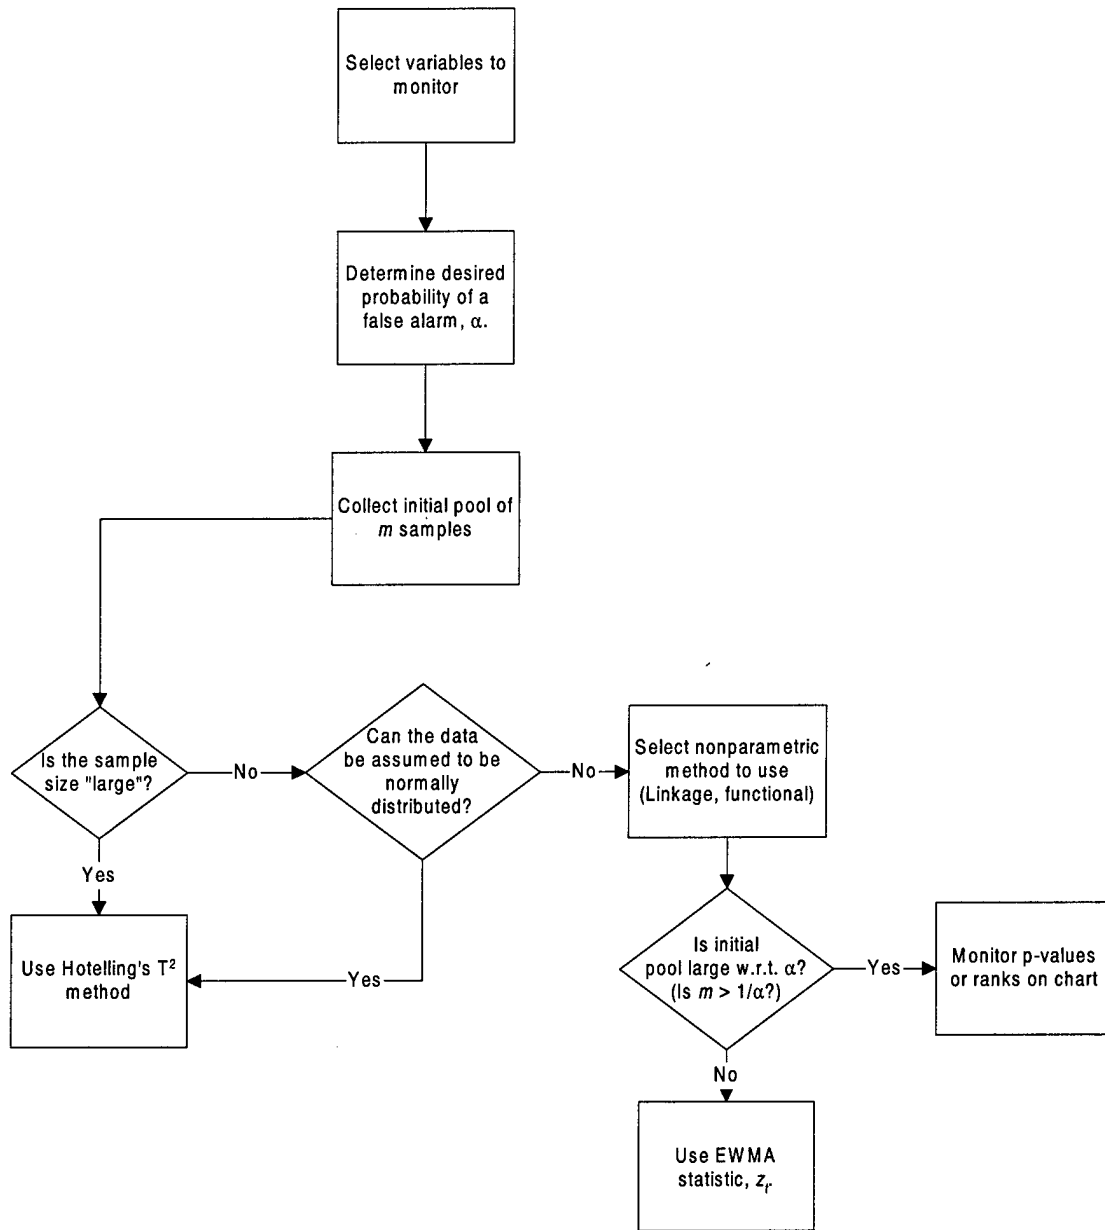 Select variables to
monitor
Determine desired
probability of a
false alarm, α.
Collect initial pool of
m samples
Is the sample
size "large"?
No
Can the data
be assumed to be
normally
distributed?
No
Select nonparametric
method to use
(Linkage, functional)
Yes
Use Hotelling's T²
method
Yes
Is initial
pool large w.r.t. α?
(Is m > 1/α?)
Yes
Monitor p-values
or ranks on chart
No
Use EWMA
statistic, zₜ.